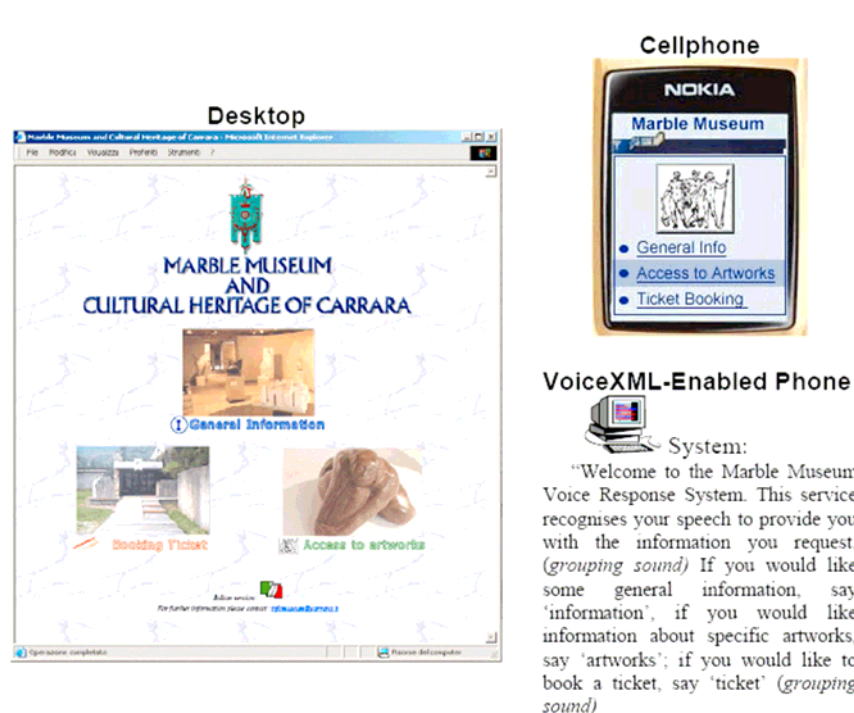 Desktop
Marble Museum and Cultural Heritage of Carrara - Microsoft Internet Explorer
File Modifica Visualizza Preferiti Strumenti ?
MARBLE MUSEUM
AND
CULTURAL HERITAGE OF CARRARA
General Information
Booking Ticket
Access to artworks
Italian version
For further information please contact
Operazione completata
Risorse del computer
Cellphone
NOKIA
Marble Museum
General Info
Access to Artworks
Ticket Booking
VoiceXML-Enabled Phone
System:
“Welcome to the Marble Museum
Voice Response System. This service
recognises your speech to provide you
with the information you request.
(grouping sound) If you would like
some general information, say
‘information’, if you would like
information about specific artworks,
say ‘artworks’; if you would like to
book a ticket, say ‘ticket’ (grouping
sound)